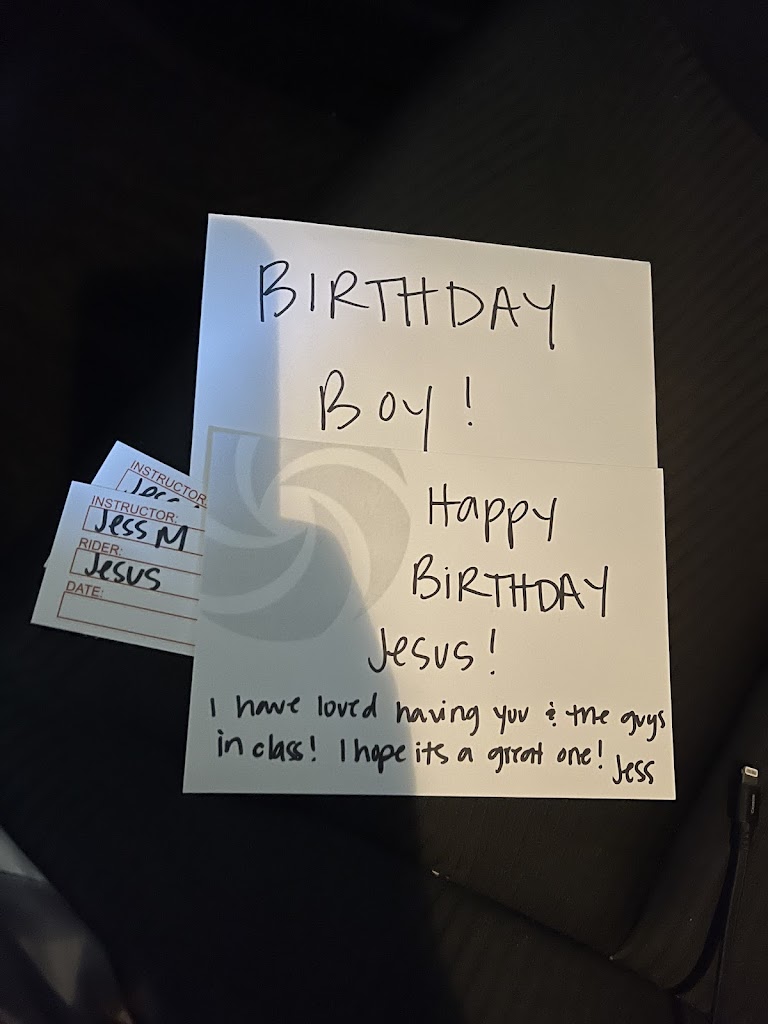 BIRTHDAY
BOY!
INSTRUCTOR:
INSTRUCTOR:
Jess M
RIDER:
Jesus
DATE:
Happy
BIRTHDAY
Jesus!
I have loved having you & the guys
in class! I hope its a great one! Jess